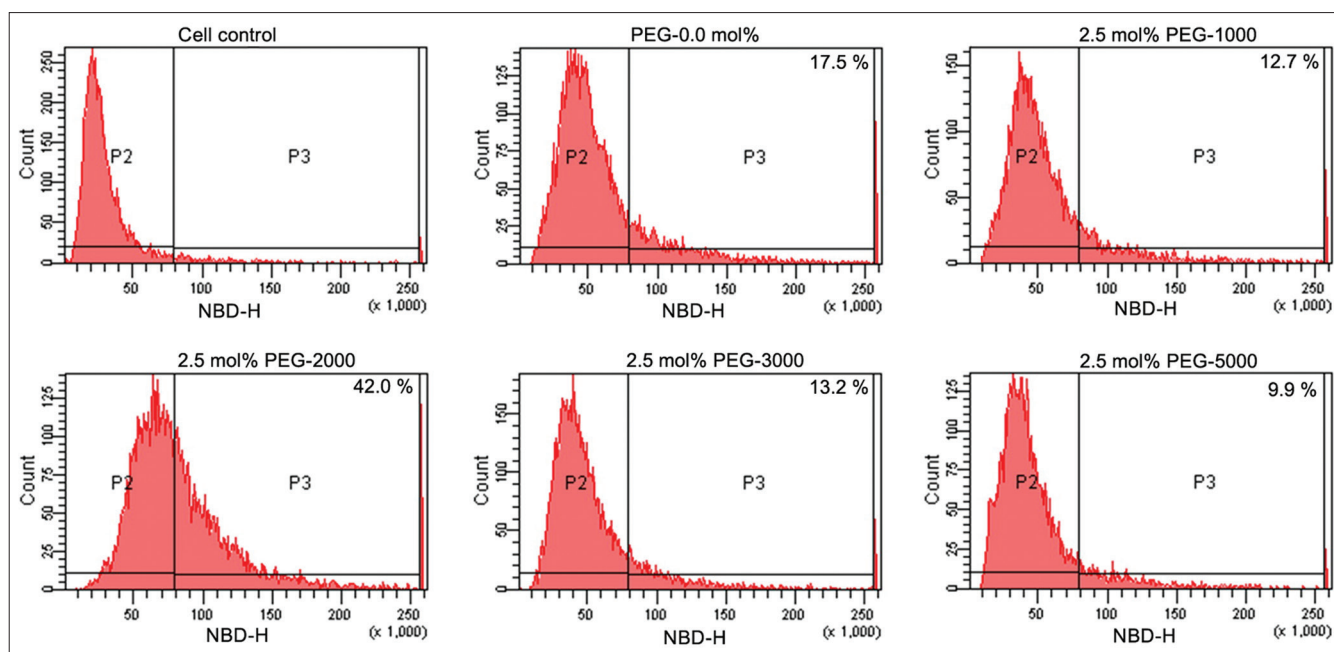 Cell control
250
200
150
100
50
0
Count
P2
P3
50 100 150 200 250
(x 1,000)
NBD-H
PEG-0.0 mol%
17.5 %
125
100
75
50
25
0
Count
P2
P3
50 100 150 200 250
(x 1,000)
NBD-H
2.5 mol% PEG-1000
12.7 %
150
100
50
0
Count
P2
P3
50 100 150 200 250
(x 1,000)
NBD-H
2.5 mol% PEG-2000
42.0 %
125
100
75
50
25
0
Count
P2
P3
50 100 150 200 250
(x 1,000)
NBD-H
2.5 mol% PEG-3000
13.2 %
150
100
50
0
Count
P2
P3
50 100 150 200 250
(x 1,000)
NBD-H
2.5 mol% PEG-5000
9.9 %
125
100
75
50
25
0
Count
P2
P3
50 100 150 200 250
(x 1,000)
NBD-H